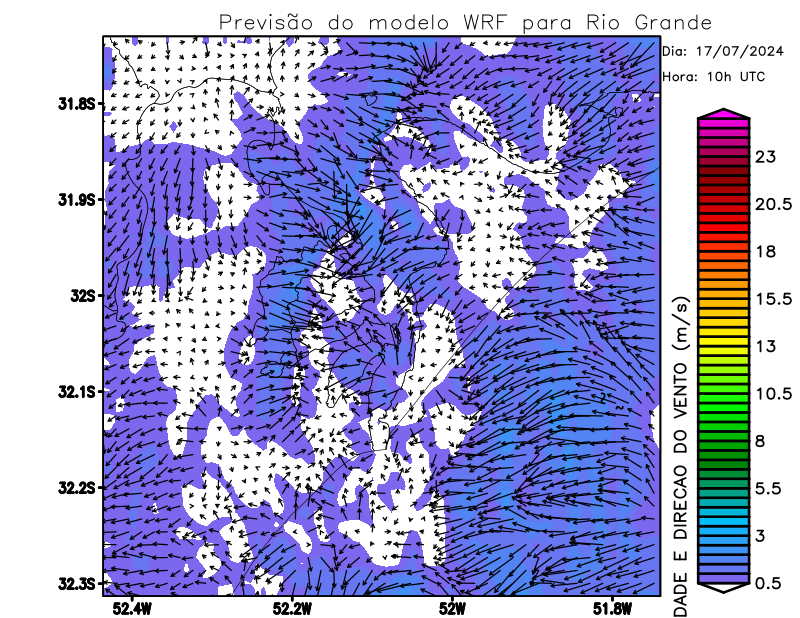 Previsão do modelo WRF para Rio Grande
Dia: 17/07/2024
Hora: 10h UTC
31.8S
31.9S
32S
32.1S
32.2S
32.3S
52.4W
52.2W
52W
51.8W
DADE E DIRECAO DO VENTO (m/s)
23
20.5
18
15.5
13
10.5
8
5.5
3
0.5